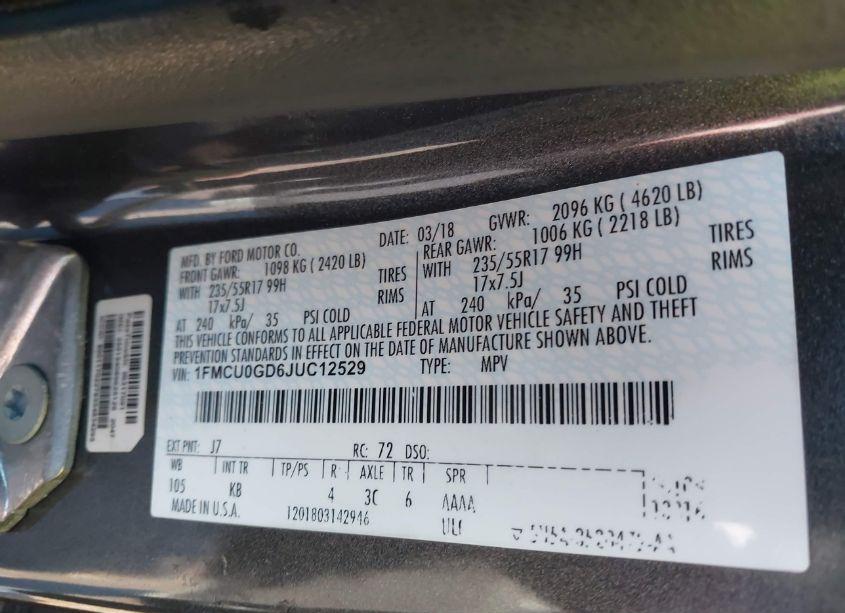 MFD. BY FORD MOTOR CO. DATE: 03/18 GVWR: 2096 KG ( 4620 LB)
FRONT GAWR: 1098 KG ( 2420 LB) REAR GAWR: 1006 KG ( 2218 LB)
WITH 235/55R17 99H TIRES WITH 235/55R17 99H TIRES
17x7.5J RIMS 17x7.5J RIMS
AT 240 kPa/ 35 PSI COLD AT 240 kPa/ 35 PSI COLD
THIS VEHICLE CONFORMS TO ALL APPLICABLE FEDERAL MOTOR VEHICLE SAFETY AND THEFT
PREVENTION STANDARDS IN EFFECT ON THE DATE OF MANUFACTURE SHOWN ABOVE.
VIN: 1FMCU0GD6JUC12529 TYPE: MPV
EXT PNT: J7 RC: 72 DSO:
WB INT TR TP/PS R AXLE TR SPR
105 KB 4 3C 6 AAAA
MADE IN U.S.A. 1201803142946